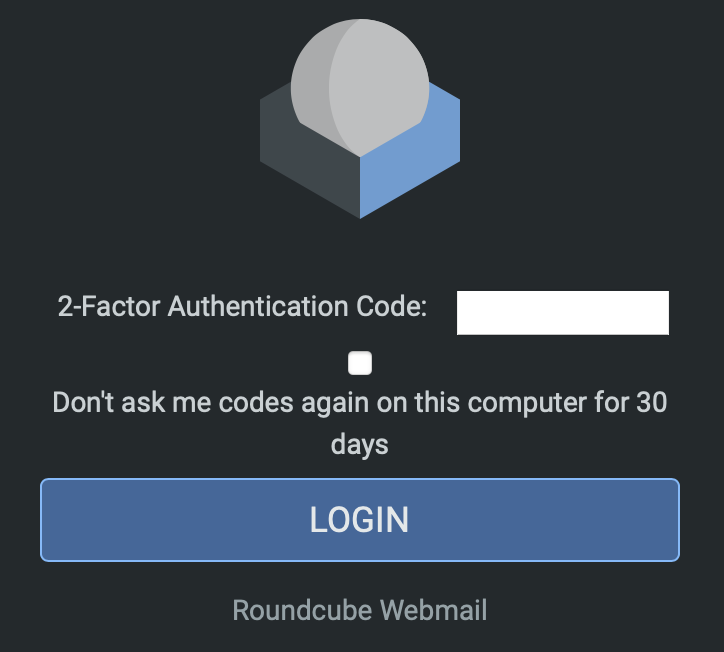 2-Factor Authentication Code:
Don't ask me codes again on this computer for 30
days
LOGIN
Roundcube Webmail